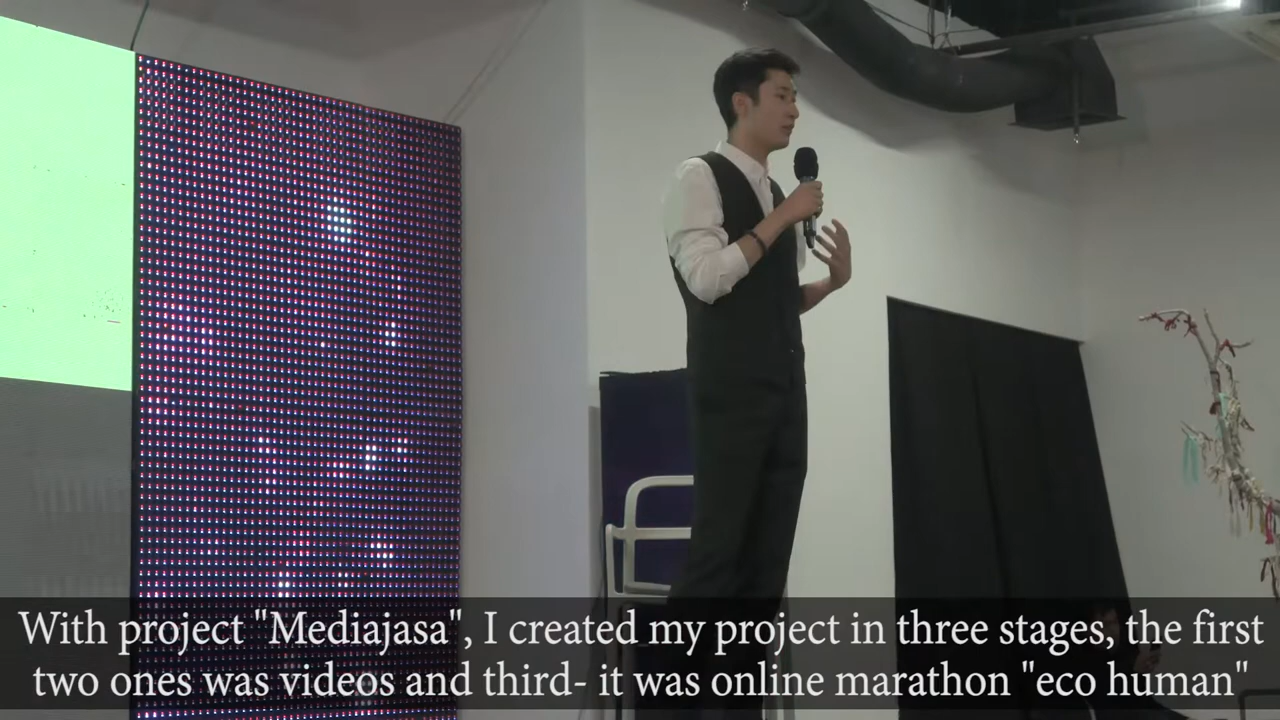 With project "Mediajasa", I created my project in three stages, the first
two ones was videos and third- it was online marathon "eco human"